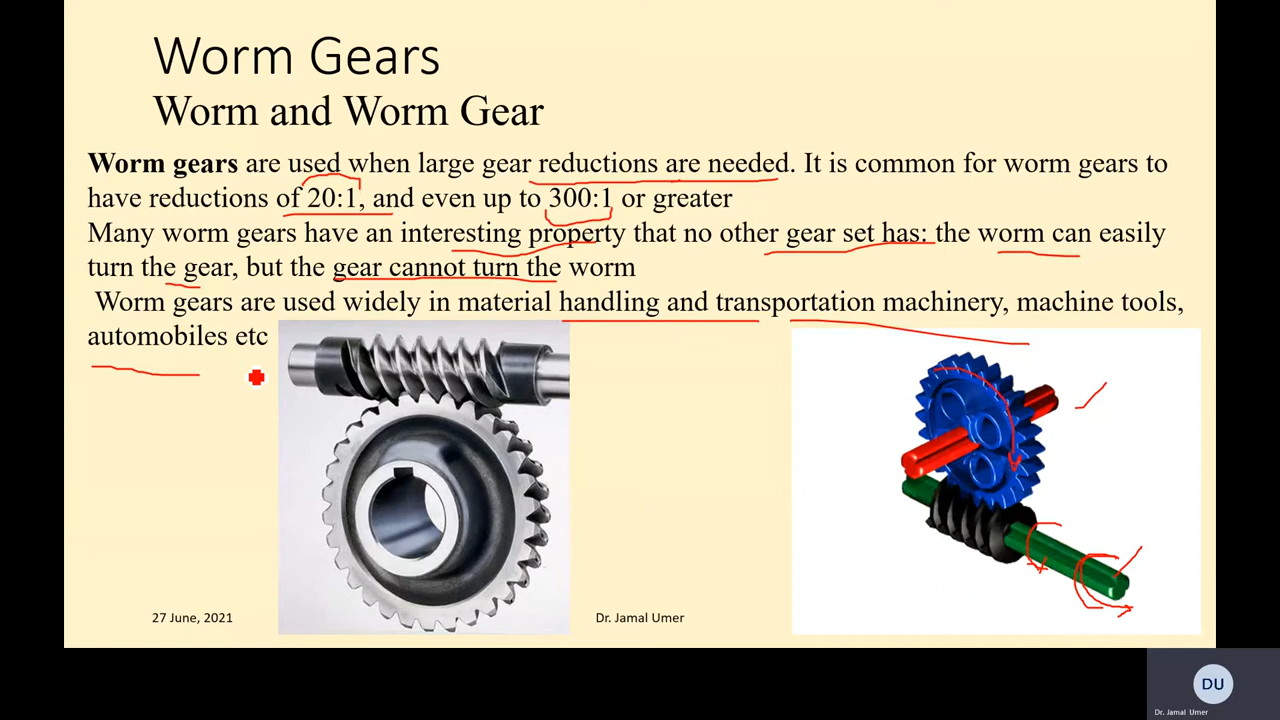 Worm Gears
Worm and Worm Gear
Worm gears are used when large gear reductions are needed. It is common for worm gears to
have reductions of 20:1, and even up to 300:1 or greater
Many worm gears have an interesting property that no other gear set has: the worm can easily
turn the gear, but the gear cannot turn the worm
Worm gears are used widely in material handling and transportation machinery, machine tools,
automobiles etc
27 June, 2021
Dr. Jamal Umer
DU
Dr. Jamal Umer